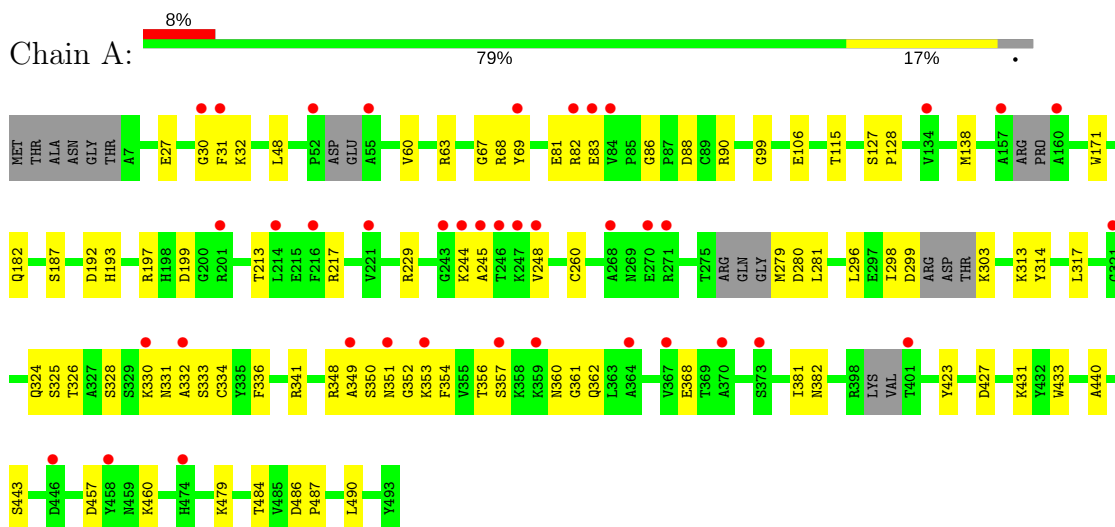 8%
Chain A:
79% 17% •
MET THR ALA ASN GLY THR A7 E27 G30 F31 K32 L48 P52 ASP GLU A55 V60 R63 G67 R68 Y69 E81 R82 E83 V84 P85 G86 P87 D88 C89 R90 G99 E106 T115 S127 P128 V134 M138 A157 ARG PRO A160 W171
Q182 S187 D192 H193 R197 H198 D199 G200 R201 T213 L214 E215 F216 R217 V221 R229 G243 K244 A245 T246 K247 V248 C260 A268 N269 E270 R271 T275 ARG GLN GLY M279 D280 L281 L296 E297 I298 D299 ARG ASP THR K303 K313 Y314 L317
Q324 S325 T326 A327 S328 S329 K330 N331 A332 S333 C334 Y335 F336 R341 R348 A349 S350 N351 G352 K353 F354 V355 T356 S357 K358 K359 N360 G361 Q362 L363 A364 V367 E368 T369 A370 S373 I381 N382 R398 LYS VAL T401 Y423 D427 K431 Y432 W433 A440
S443 D446 D457 Y458 N459 K460 H474 K479 T484 V485 D486 P487 L490 Y493